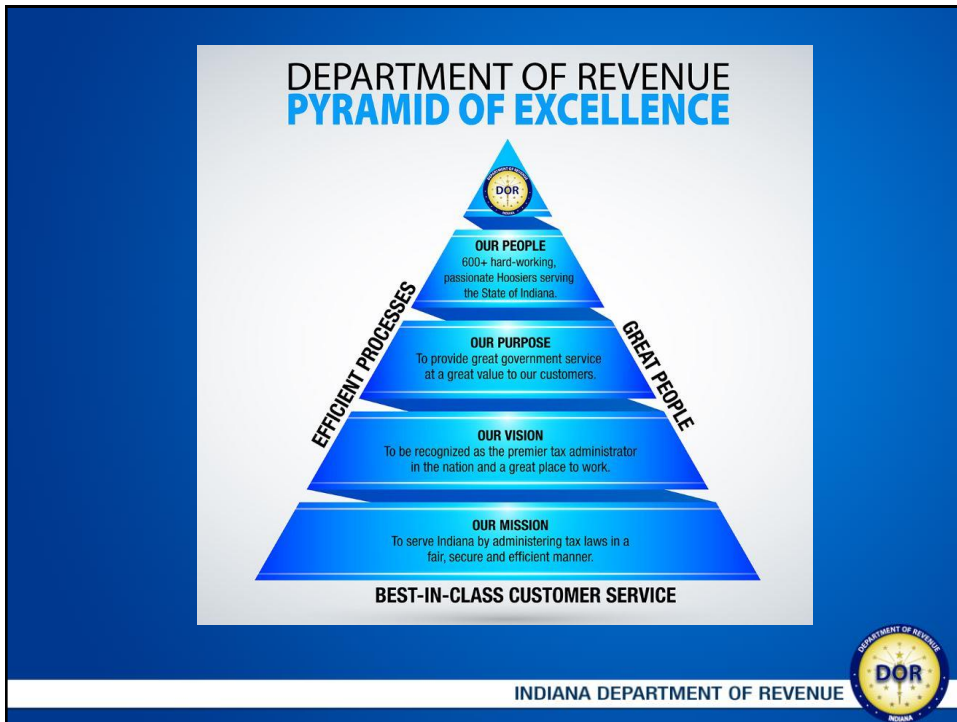 DEPARTMENT OF REVENUE
PYRAMID OF EXCELLENCE
DEPARTMENT OF REVENUE
DOR
INDIANA
OUR PEOPLE
600+ hard-working,
passionate Hoosiers serving
the State of Indiana.
EFFICIENT PROCESSES
GREAT PEOPLE
OUR PURPOSE
To provide great government service
at a great value to our customers.
OUR VISION
To be recognized as the premier tax administrator
in the nation and a great place to work.
OUR MISSION
To serve Indiana by administering tax laws in a
fair, secure and efficient manner.
BEST-IN-CLASS CUSTOMER SERVICE
INDIANA DEPARTMENT OF REVENUE
DEPARTMENT OF REVENUE
DOR
INDIANA